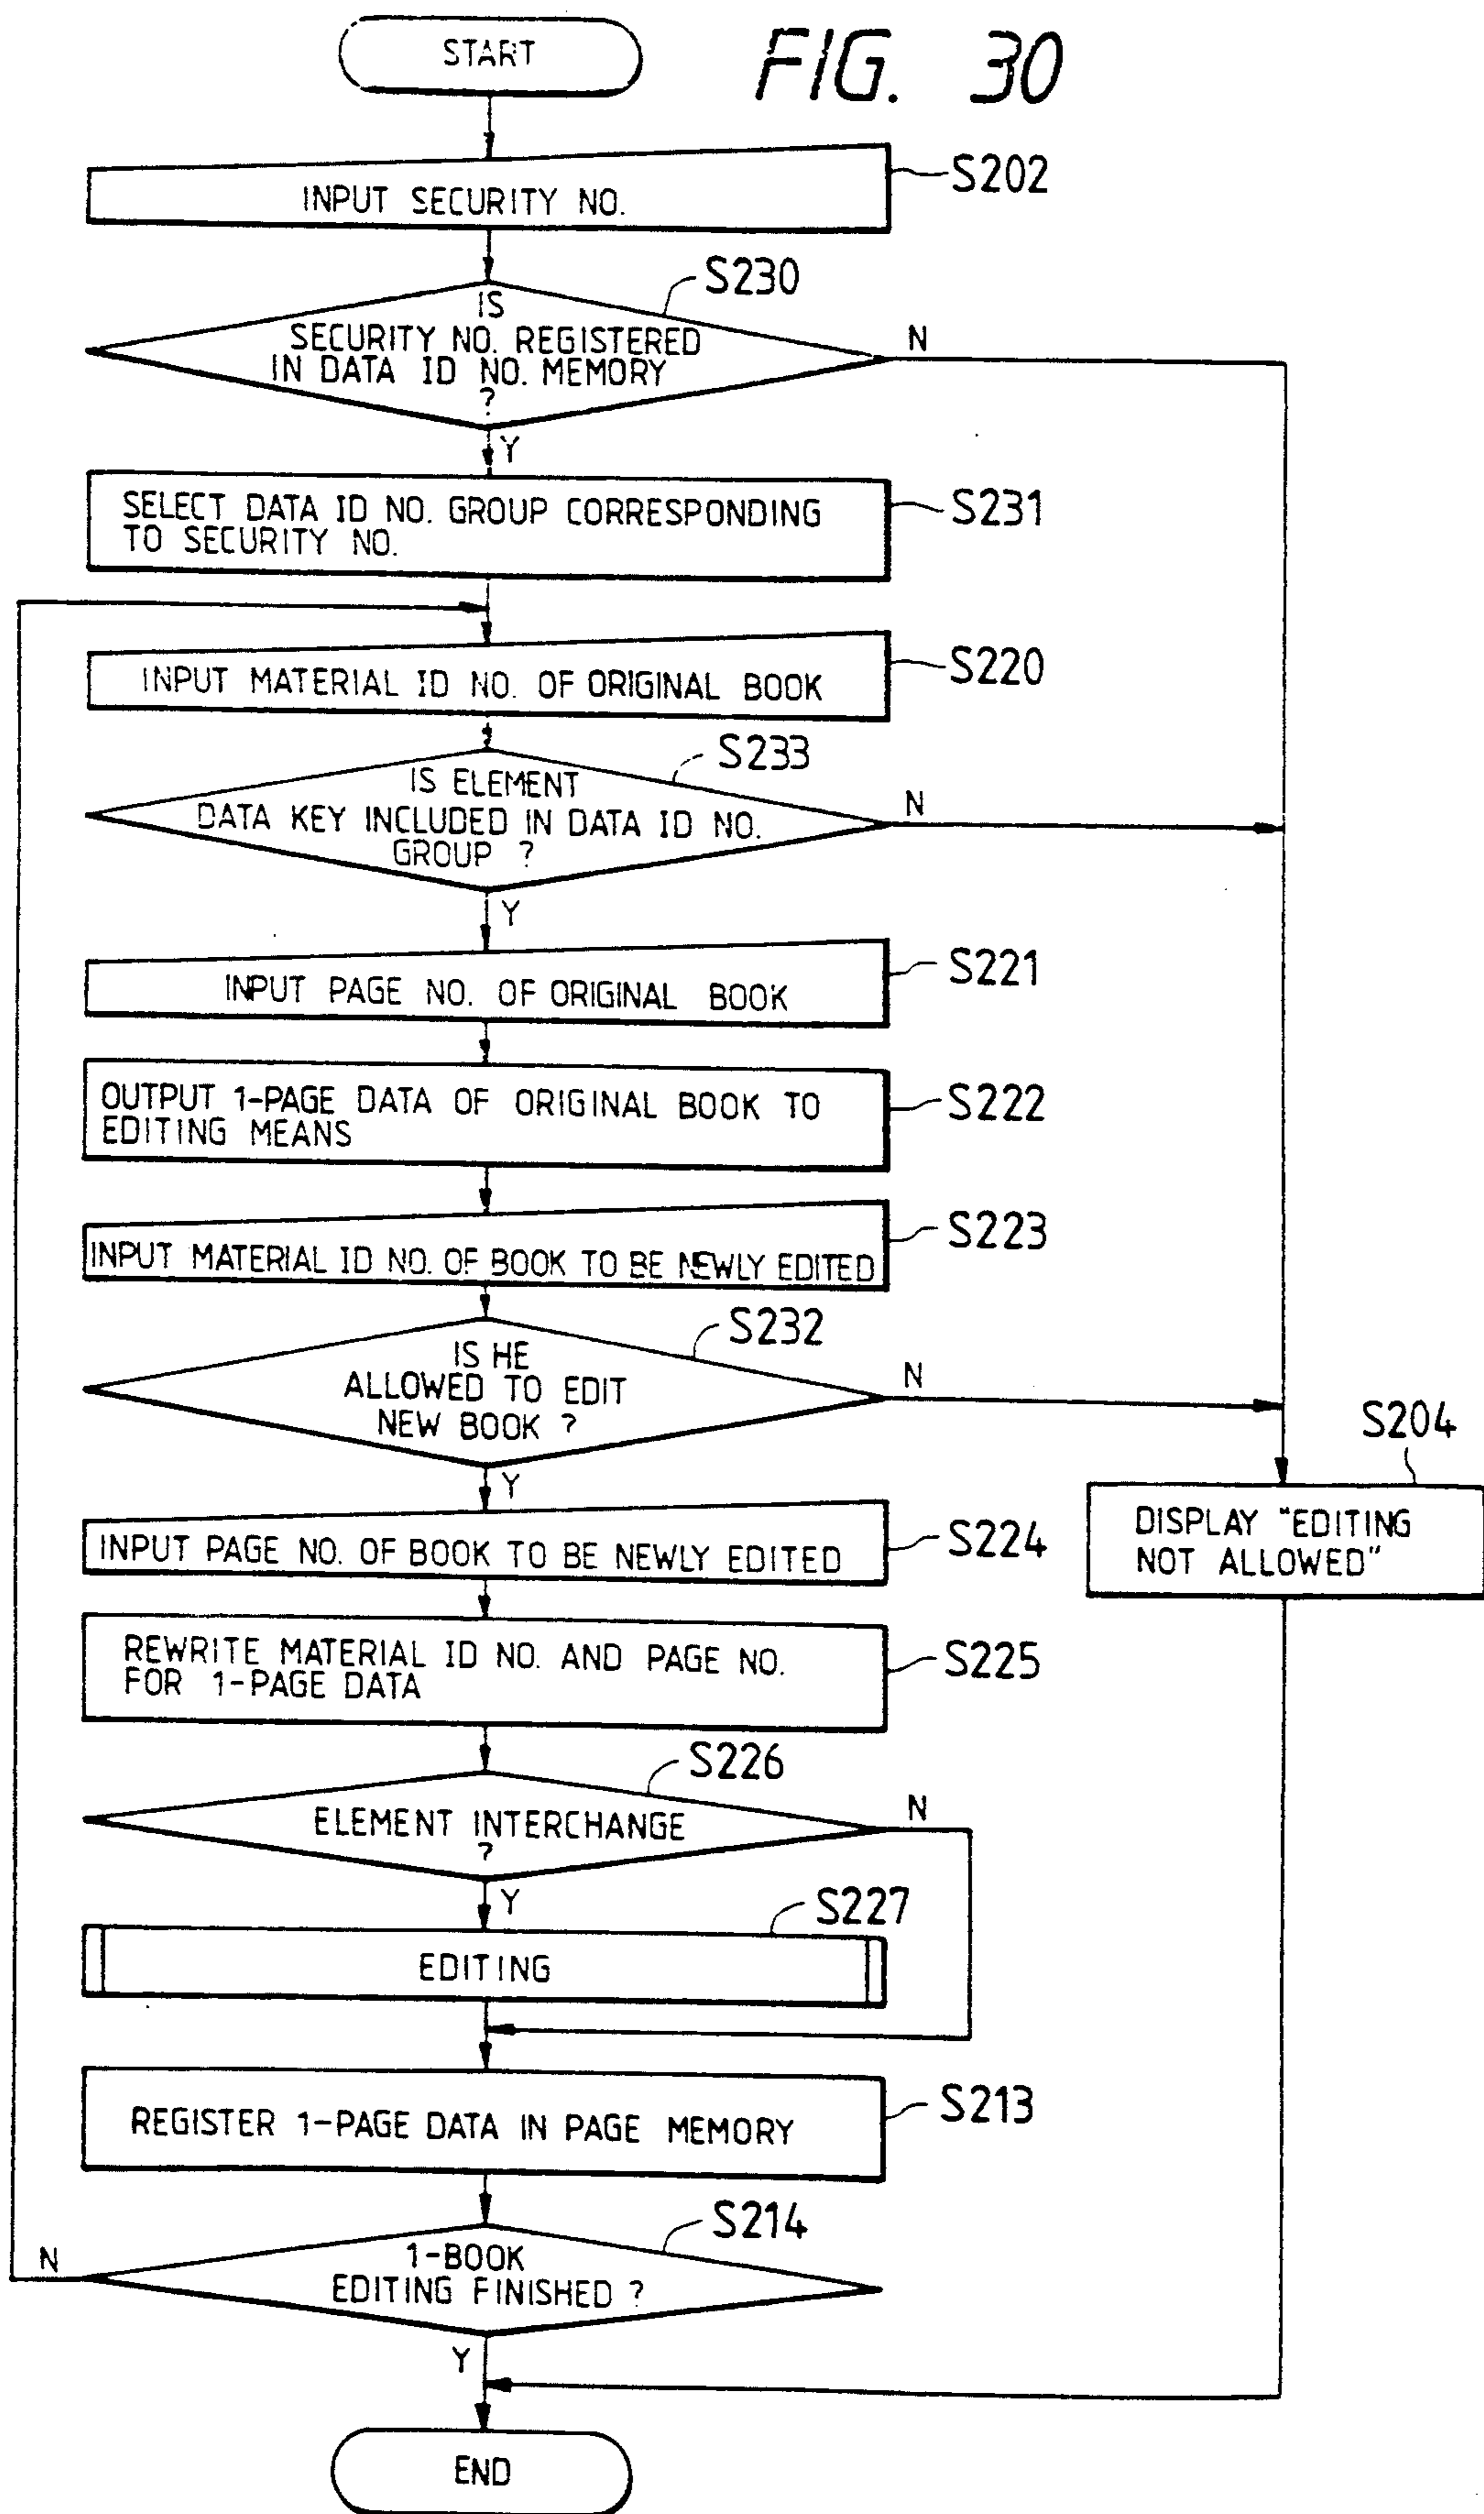 START
FIG. 30
INPUT SECURITY NO.
S202
S230
IS
SECURITY NO. REGISTERED
IN DATA ID NO. MEMORY
?
N
Y
SELECT DATA ID NO. GROUP CORRESPONDING
TO SECURITY NO.
S231
INPUT MATERIAL ID NO. OF ORIGINAL BOOK
S220
S233
IS ELEMENT
DATA KEY INCLUDED IN DATA ID NO.
GROUP ?
N
Y
INPUT PAGE NO. OF ORIGINAL BOOK
S221
OUTPUT 1-PAGE DATA OF ORIGINAL BOOK TO
EDITING MEANS
S222
INPUT MATERIAL ID NO. OF BOOK TO BE NEWLY EDITED
S223
S232
IS HE
ALLOWED TO EDIT
NEW BOOK ?
N
Y
S204
DISPLAY "EDITING
NOT ALLOWED"
INPUT PAGE NO. OF BOOK TO BE NEWLY EDITED
S224
REWRITE MATERIAL ID NO. AND PAGE NO.
FOR 1-PAGE DATA
S225
S226
ELEMENT INTERCHANGE
?
N
Y
S227
EDITING
REGISTER 1-PAGE DATA IN PAGE MEMORY
S213
S214
1-BOOK
EDITING FINISHED ?
N
Y
END